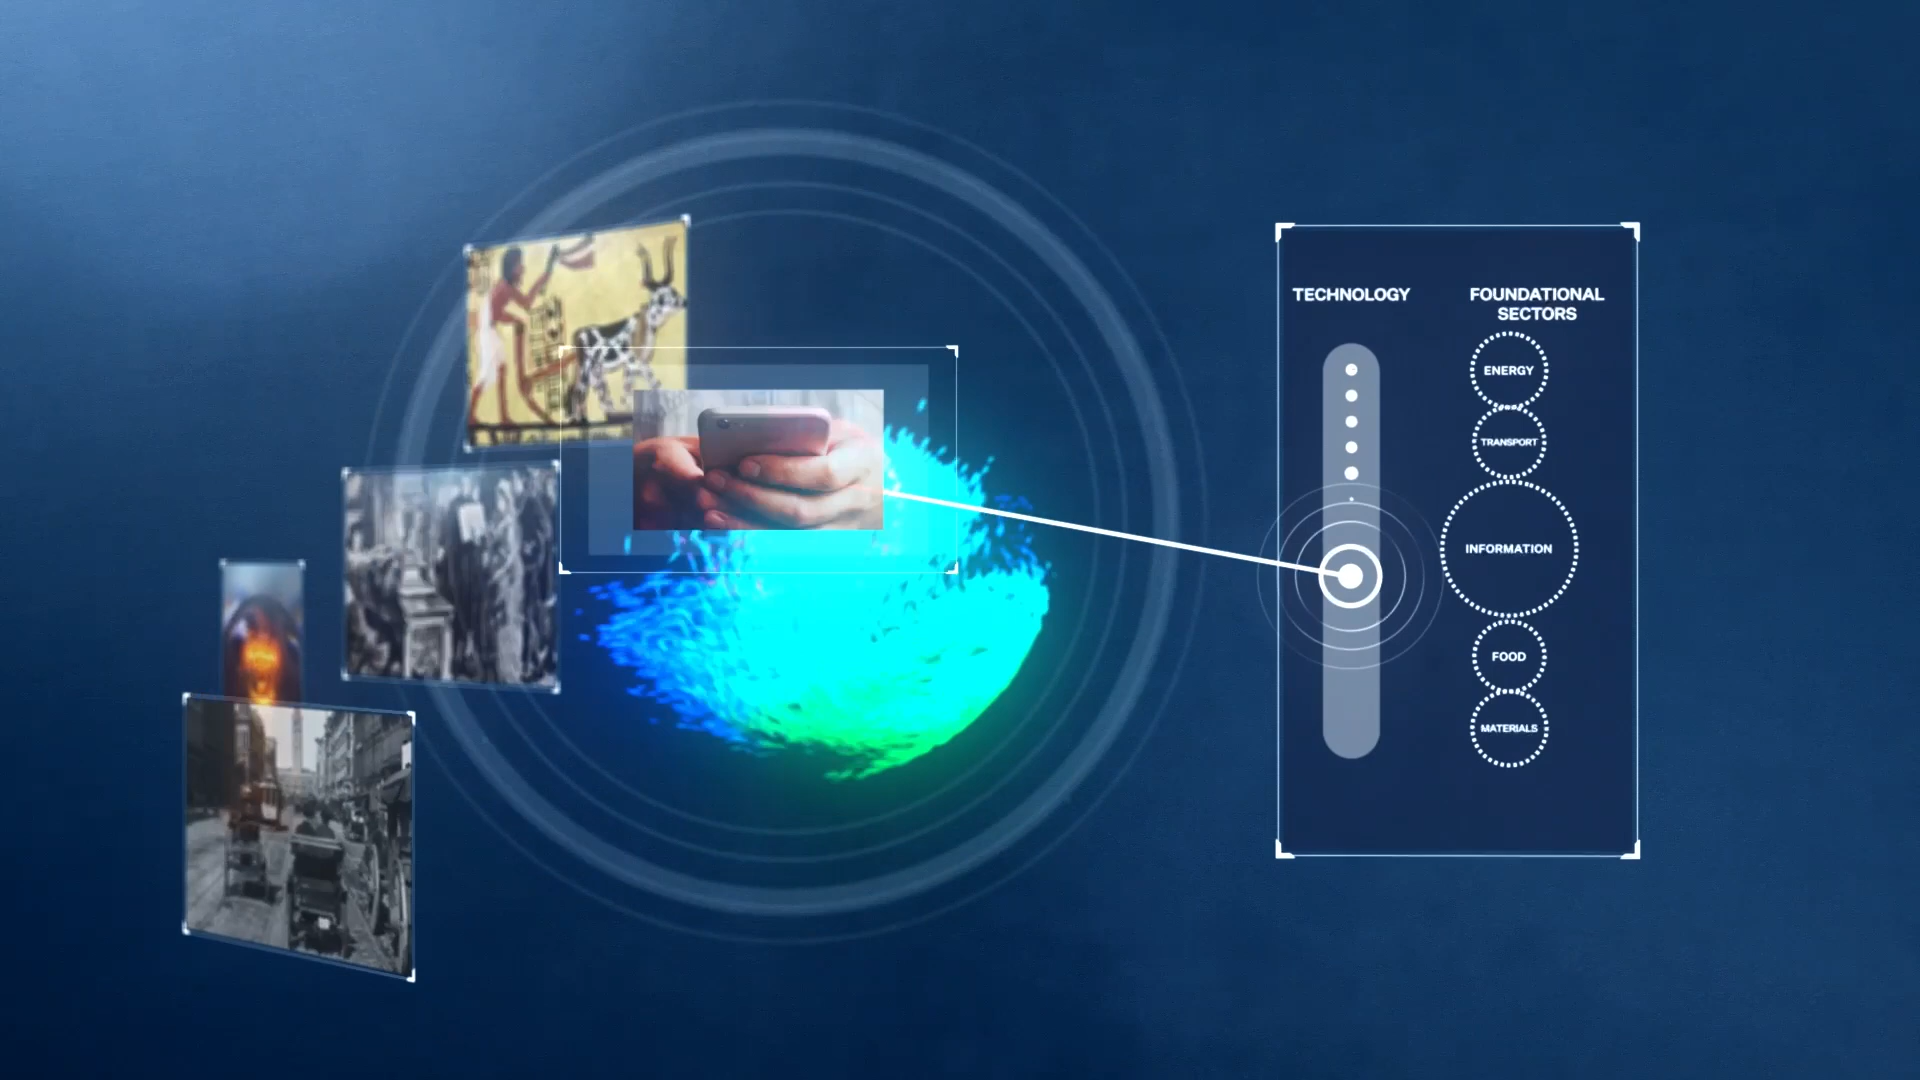 TECHNOLOGY
FOUNDATIONAL
SECTORS
ENERGY
TRANSPORT
INFORMATION
FOOD
MATERIALS